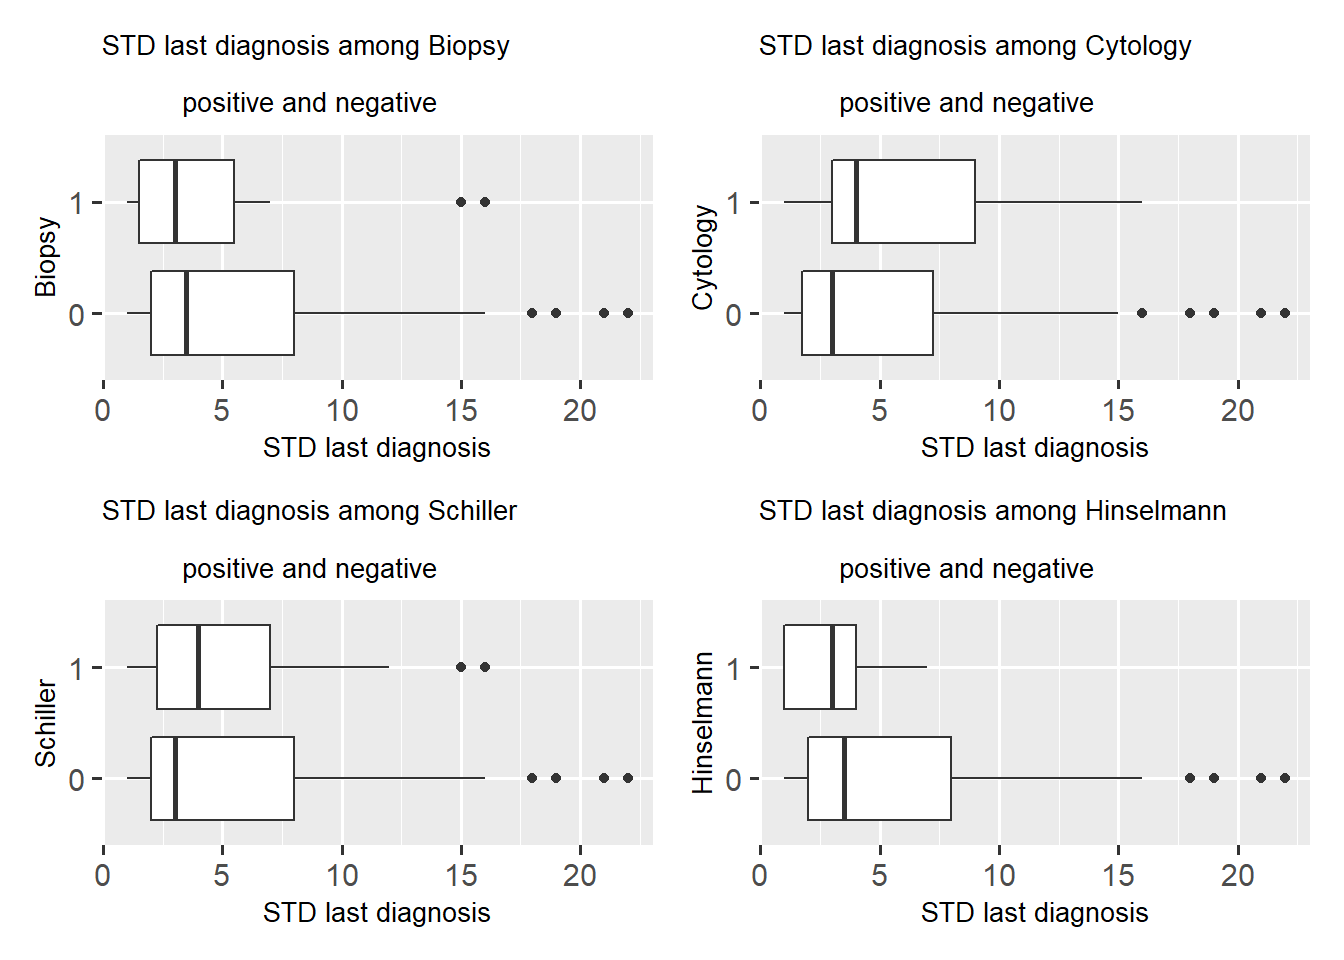 STD last diagnosis among Biopsy
positive and negative
Biopsy
1
0
0 5 10 15 20
STD last diagnosis
STD last diagnosis among Cytology
positive and negative
Cytology
1
0
0 5 10 15 20
STD last diagnosis
STD last diagnosis among Schiller
positive and negative
Schiller
1
0
0 5 10 15 20
STD last diagnosis
STD last diagnosis among Hinselmann
positive and negative
Hinselmann
1
0
0 5 10 15 20
STD last diagnosis